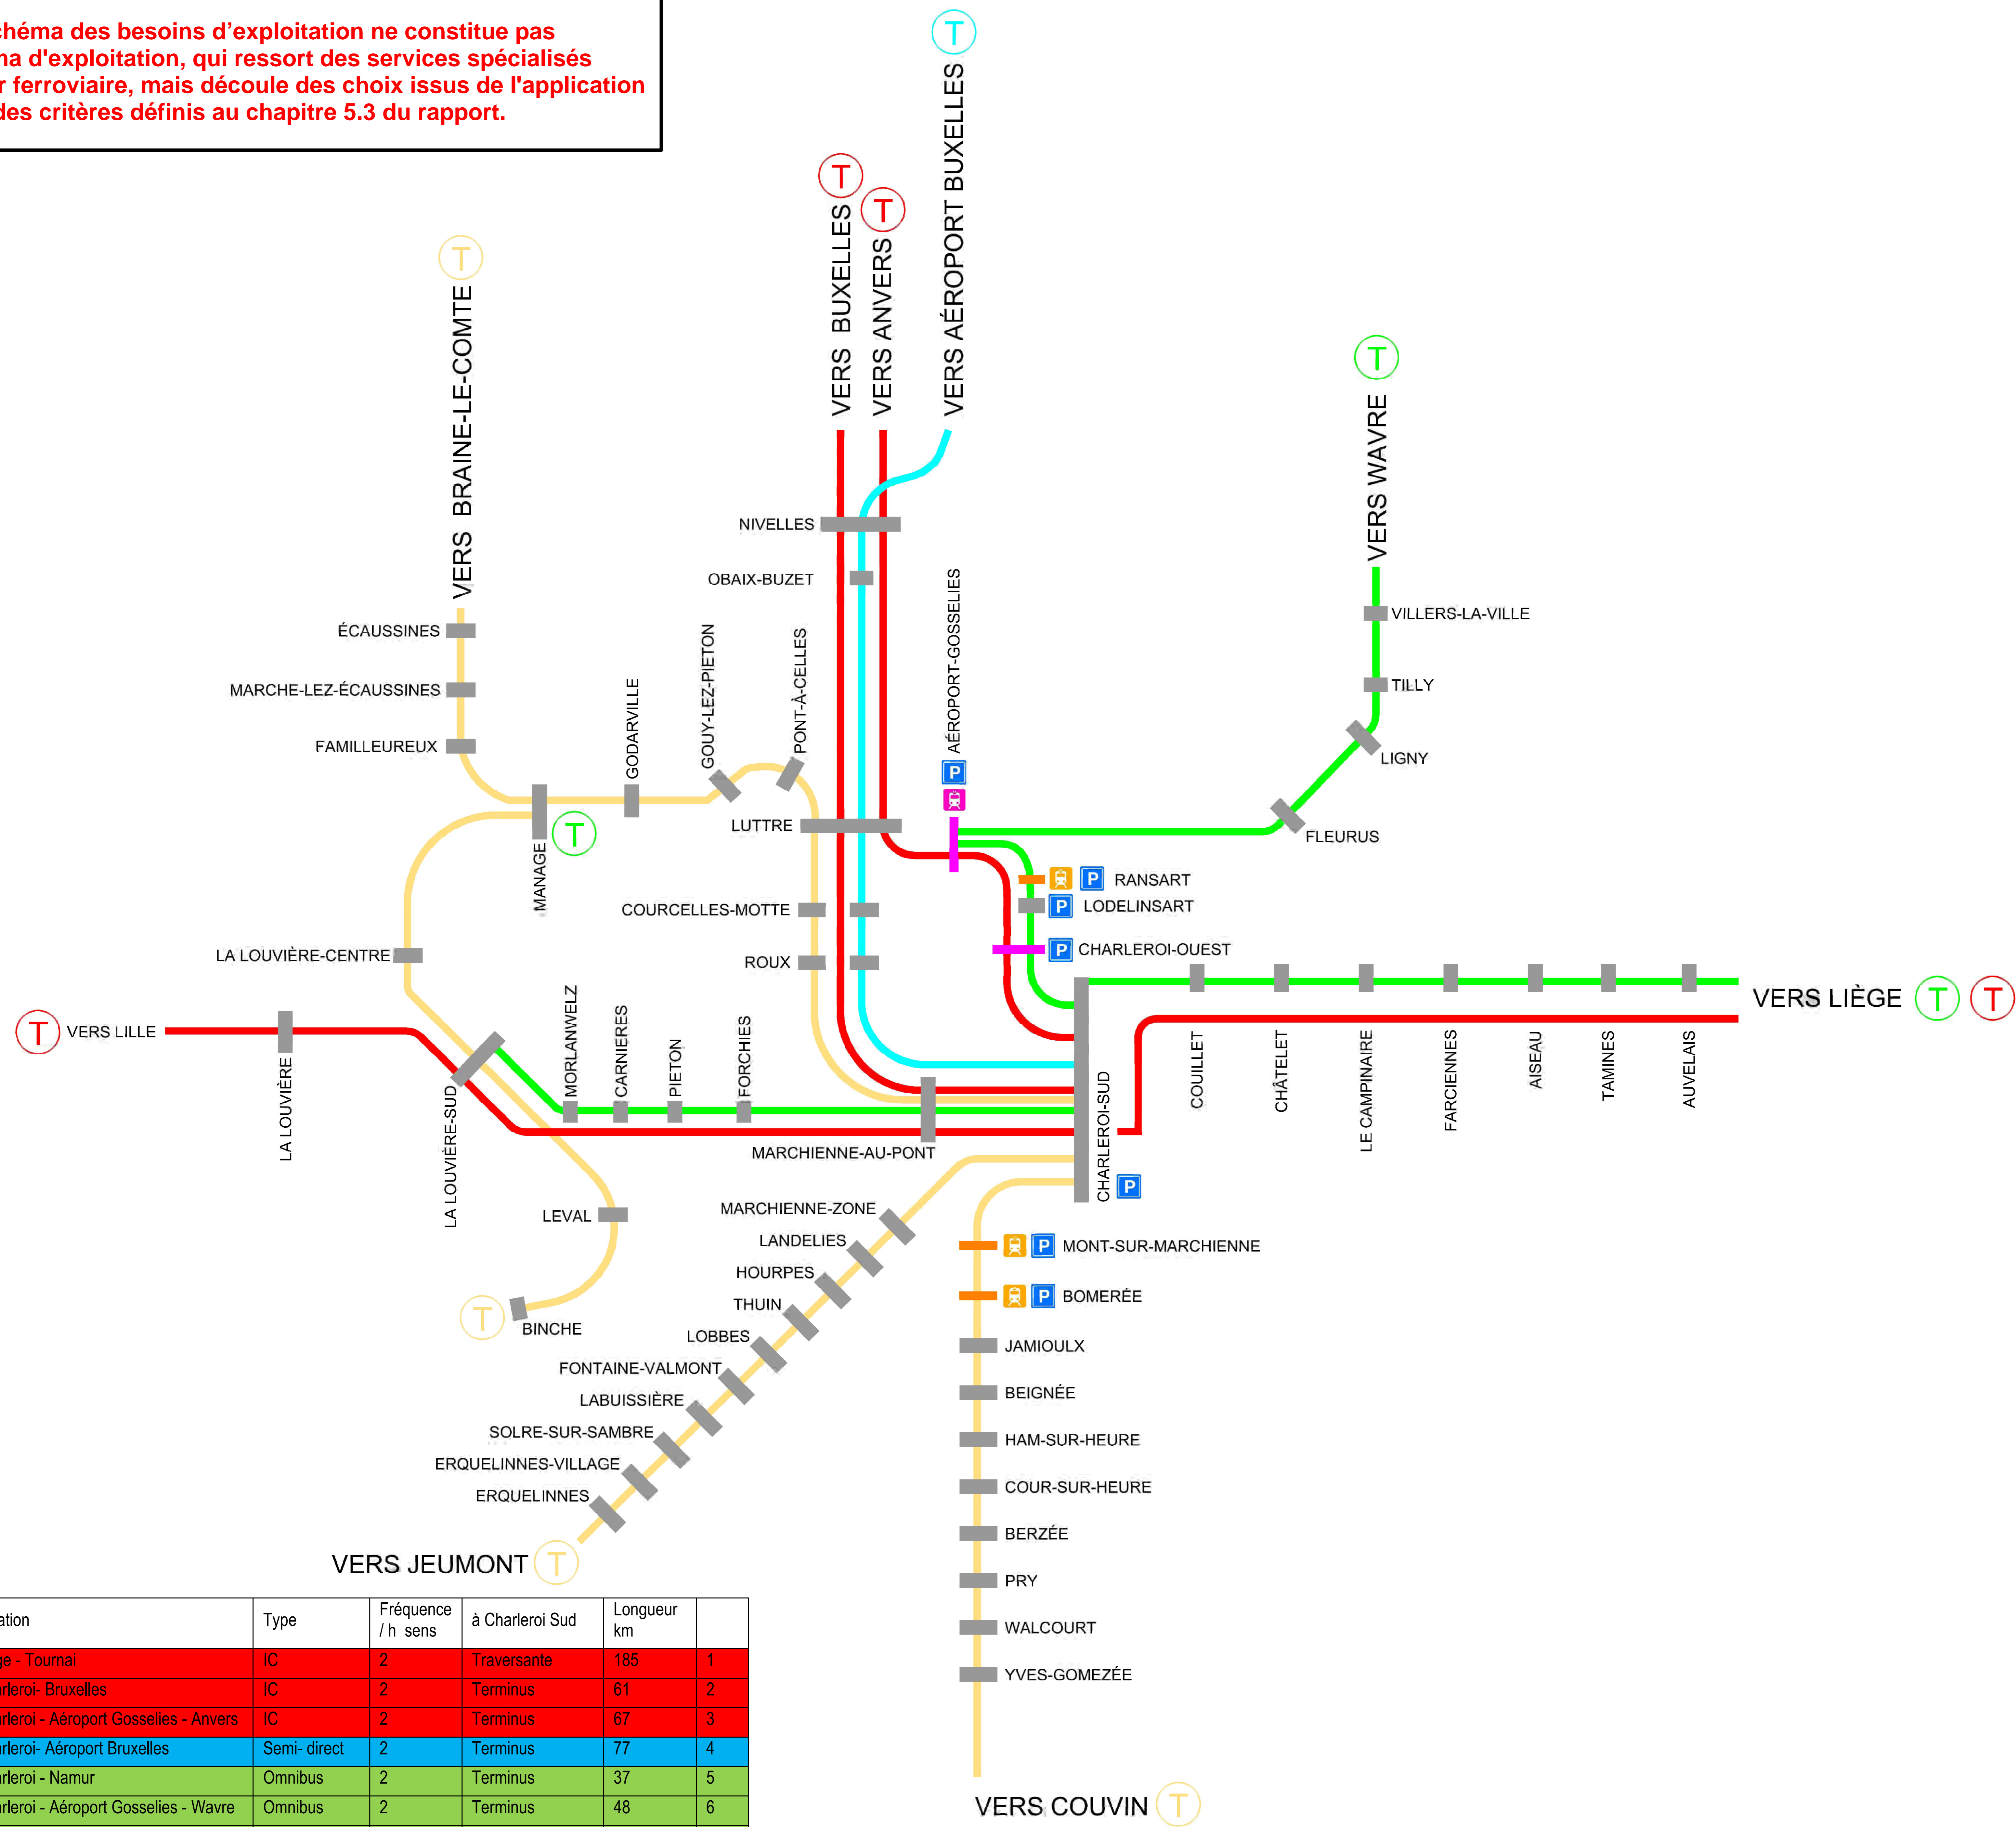 chéma des besoins d’exploitation ne constitue pas
ma d'exploitation, qui ressort des services spécialisés
r ferroviaire, mais découle des choix issus de l'application
des critères définis au chapitre 5.3 du rapport.
T
VERS AÉROPORT BUXELLES
T
VERS BUXELLES
T
VERS ANVERS
T
VERS BRAINE-LE-COMTE
T
VERS WAVRE
NIVELLES
OBAIX-BUZET
ÉCAUSSINES
MARCHE-LEZ-ÉCAUSSINES
FAMILLEUREUX
GODARVILLE
GOUY-LEZ-PIETON
PONT-À-CELLES
AÉROPORT-GOSSELIES
P
VILLERS-LA-VILLE
TILLY
LIGNY
FLEURUS
LUTTRE
T
MANAGE
P RANSART
P LODELINSART
P CHARLEROI-OUEST
COURCELLES-MOTTE
ROUX
LA LOUVIÈRE-CENTRE
T VERS LILLE
LA LOUVIÈRE
LA LOUVIÈRE-SUD
MORLANWELZ
CARNIERES
PIETON
FORCHIES
MARCHIENNE-AU-PONT
CHARLEROI-SUD
P
COUILLET
CHÂTELET
LE CAMPINAIRE
FARCIENNES
AISEAU
TAMINES
AUVELAIS
VERS LIÈGE T T
LEVAL
T
BINCHE
MARCHIENNE-ZONE
LANDELIES
HOURPES
THUIN
LOBBES
FONTAINE-VALMONT
LABUISSIÈRE
SOLRE-SUR-SAMBRE
ERQUELINNES-VILLAGE
ERQUELINNES
VERS JEUMONT T
P MONT-SUR-MARCHIENNE
P BOMERÉE
JAMIOULX
BEIGNÉE
HAM-SUR-HEURE
COUR-SUR-HEURE
BERZÉE
PRY
WALCOURT
YVES-GOMEZÉE
VERS COUVIN T
ation Type Fréquence / h sens à Charleroi Sud Longueur km
ge - Tournai IC 2 Traversante 185 1
arleroi- Bruxelles IC 2 Terminus 61 2
arleroi - Aéroport Gosselies - Anvers IC 2 Terminus 67 3
arleroi- Aéroport Bruxelles Semi- direct 2 Terminus 77 4
arleroi - Namur Omnibus 2 Terminus 37 5
arleroi - Aéroport Gosselies - Wavre Omnibus 2 Terminus 48 6